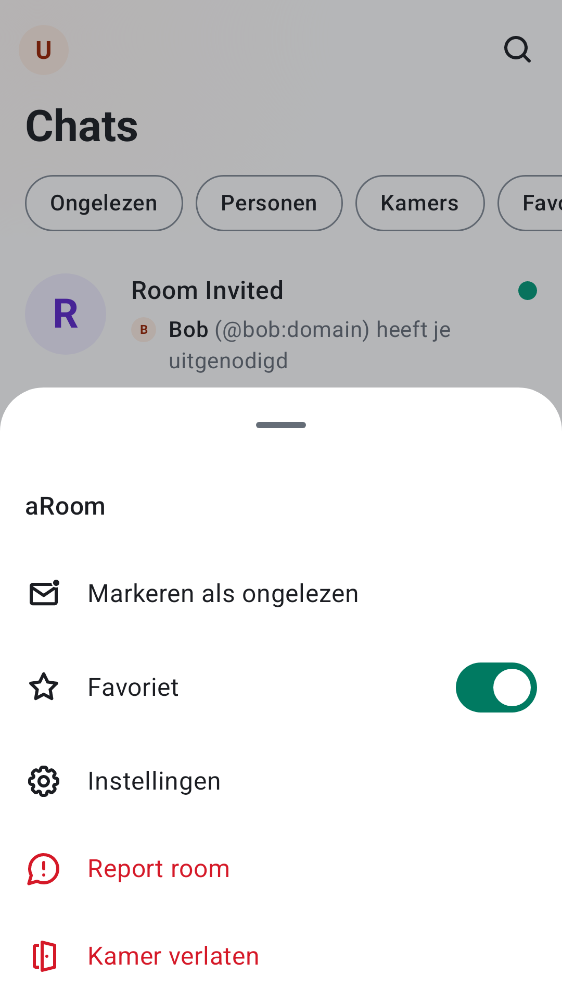 U
Chats
Ongelezen Personen Kamers Favo
R
Room Invited
B Bob (@bob:domain) heeft je
uitgenodigd
aRoom
Markeren als ongelezen
Favoriet
Instellingen
Report room
Kamer verlaten